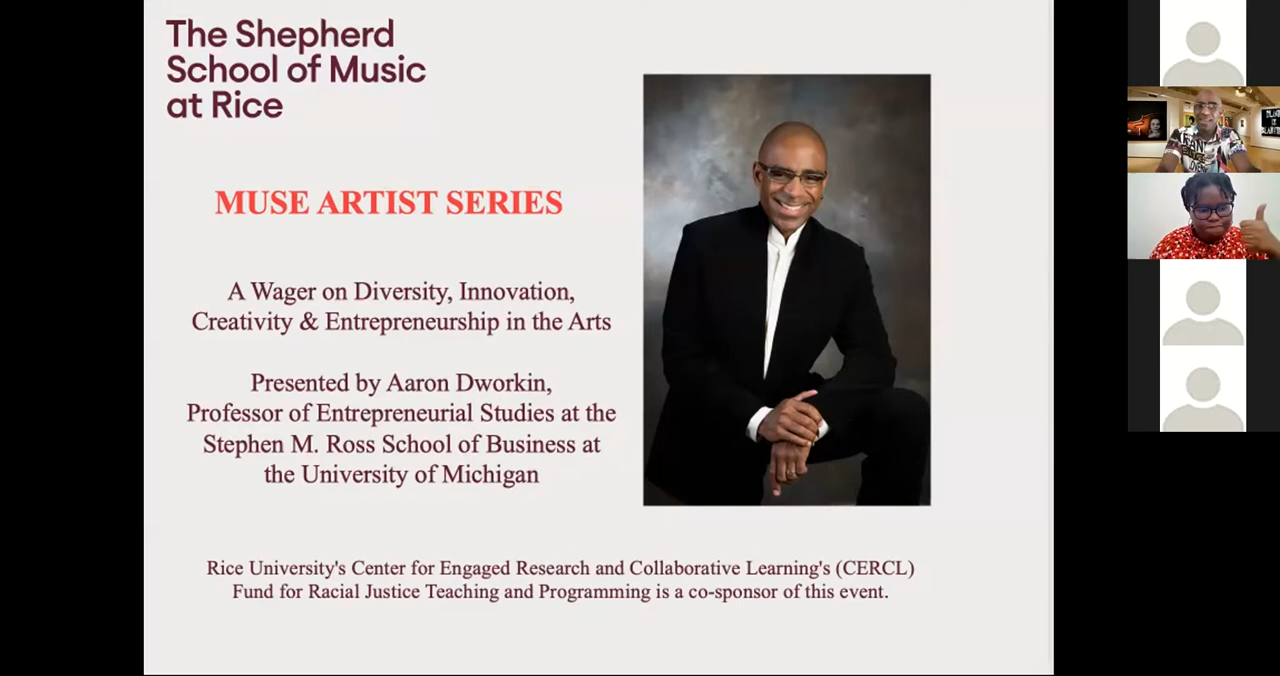 The Shepherd
School of Music
at Rice
MUSE ARTIST SERIES
A Wager on Diversity, Innovation,
Creativity & Entrepreneurship in the Arts
Presented by Aaron Dworkin,
Professor of Entrepreneurial Studies at the
Stephen M. Ross School of Business at
the University of Michigan
Rice University's Center for Engaged Research and Collaborative Learning's (CERCL)
Fund for Racial Justice Teaching and Programming is a co-sponsor of this event.